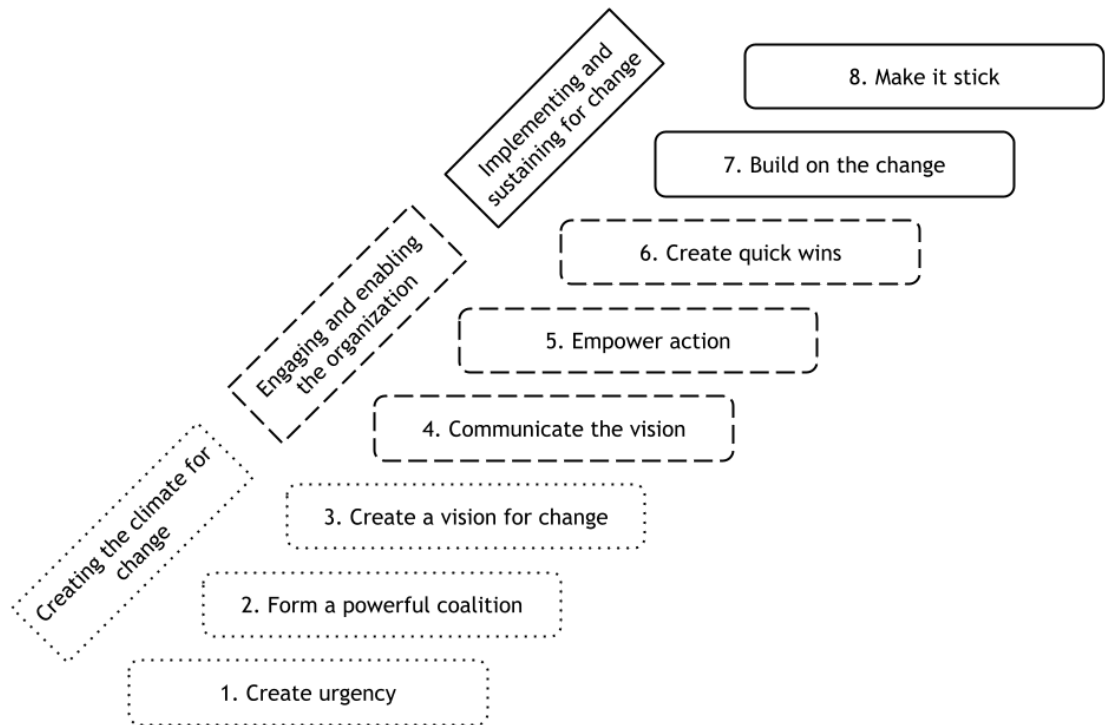 Implementing and
sustaining for change
8. Make it stick
7. Build on the change
Engaging and enabling
the organization
6. Create quick wins
5. Empower action
4. Communicate the vision
Creating the climate for
change
3. Create a vision for change
2. Form a powerful coalition
1. Create urgency